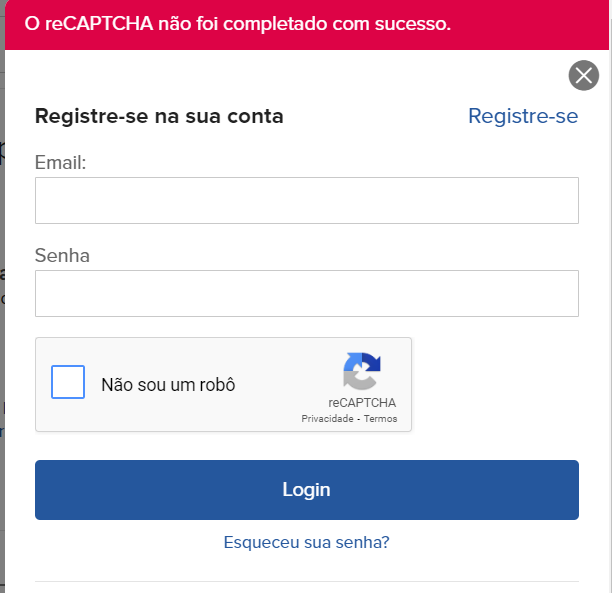 O reCAPTCHA não foi completado com sucesso.
Registre-se na sua conta
Registre-se
Email:
Senha
Não sou um robô
reCAPTCHA
Privacidade - Termos
Login
Esqueceu sua senha?